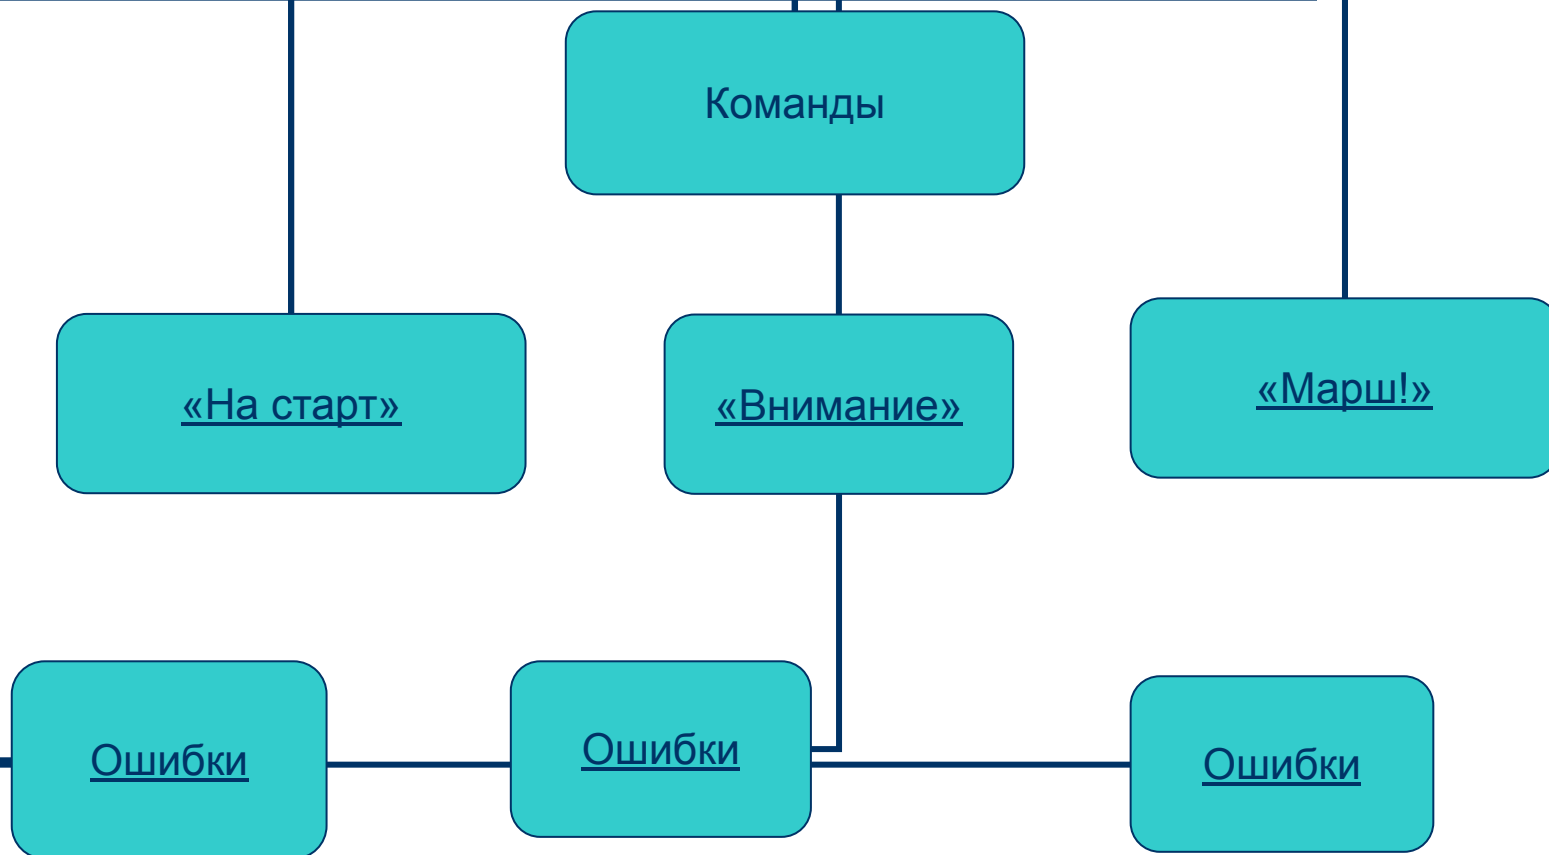 Команды
«На старт»
«Внимание»
«Марш!»
Ошибки
Ошибки
Ошибки